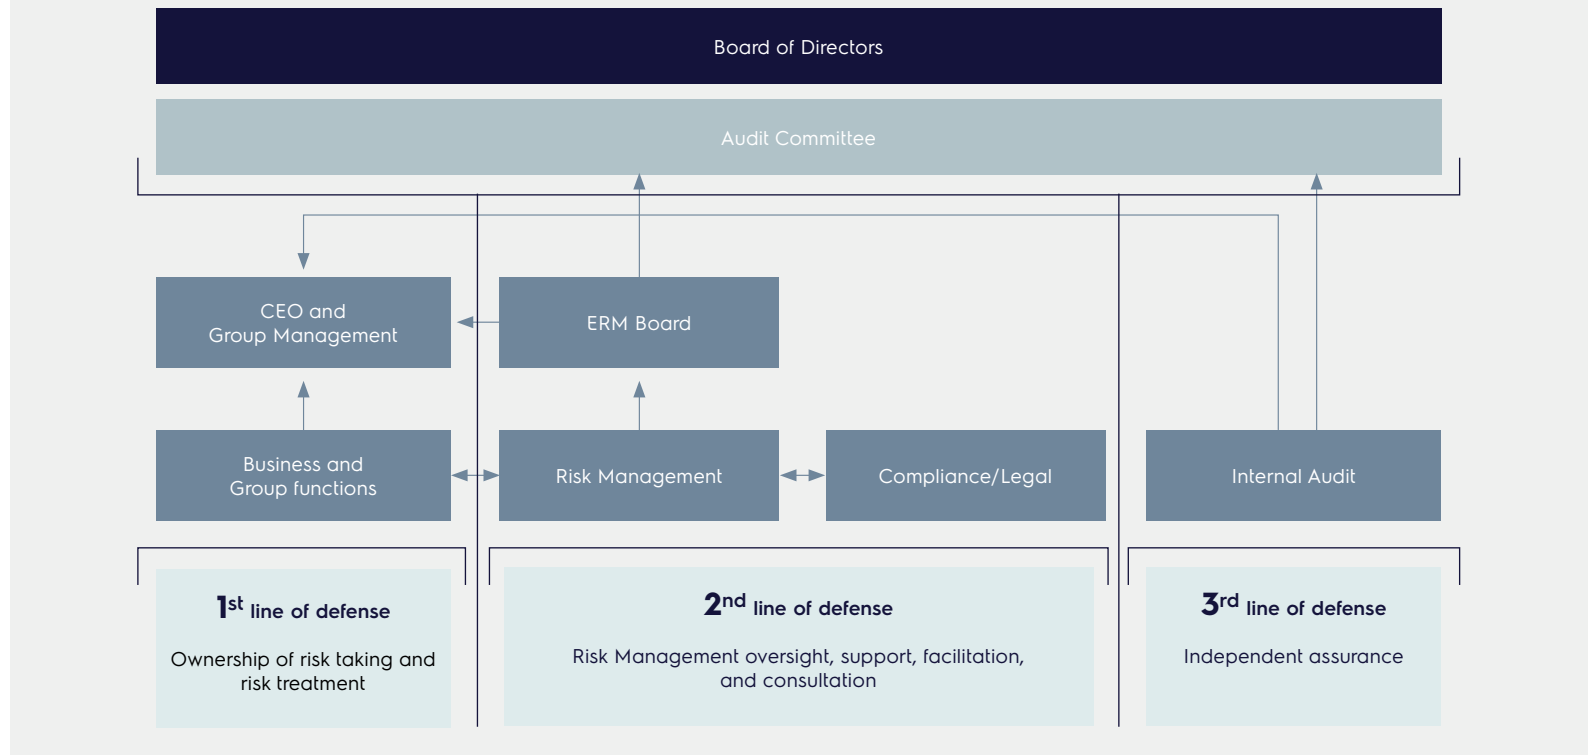 Board of Directors
Audit Committee
CEO and
Group Management
ERM Board
Business and
Group functions
Risk Management
Compliance/Legal
Internal Audit
1st line of defense
Ownership of risk taking and
risk treatment
2nd line of defense
Risk Management oversight, support, facilitation,
and consultation
3rd line of defense
Independent assurance